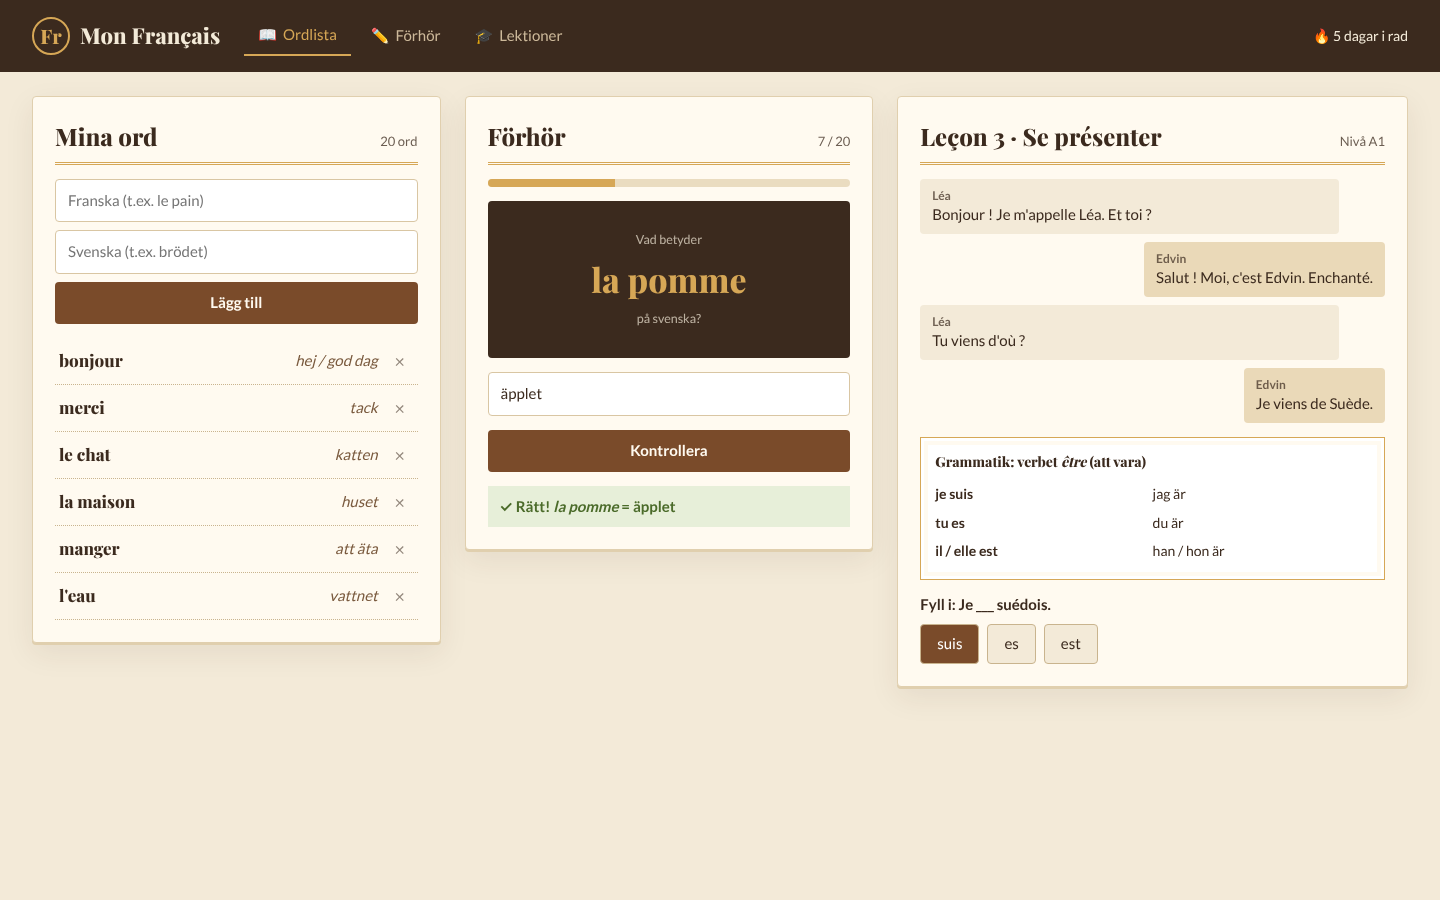 Fr Mon Français
📖 Ordlista
✏️ Förhör
🎓 Lektioner
🔥 5 dagar i rad
Mina ord
20 ord
Franska (t.ex. le pain)
Svenska (t.ex. brödet)
Lägg till
bonjour hej / god dag ×
merci tack ×
le chat katten ×
la maison huset ×
manger att äta ×
l'eau vattnet ×
Förhör
7 / 20
Vad betyder
la pomme
på svenska?
äpplet
Kontrollera
✓ Rätt! la pomme = äpplet
Leçon 3 · Se présenter
Nivå A1
Léa
Bonjour ! Je m'appelle Léa. Et toi ?
Edvin
Salut ! Moi, c'est Edvin. Enchanté.
Léa
Tu viens d'où ?
Edvin
Je viens de Suède.
Grammatik: verbet être (att vara)
je suis jag är
tu es du är
il / elle est han / hon är
Fyll i: Je ___ suédois.
suis es est